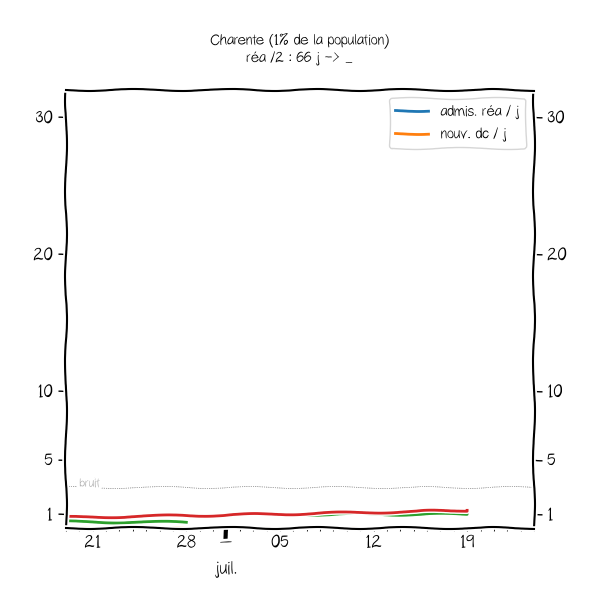 Charente (1% de la population)
réa /2 : 66 j -> _
admis. réa / j
nouv. dc / j
30
30
20
20
10
10
5
5
bruit
1
1
21
28
1
05
12
19
juil.